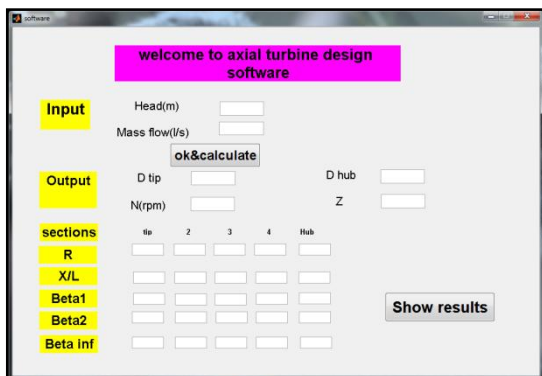 software
welcome to axial turbine design
software
Input
Head(m)
Mass flow(l/s)
ok&calculate
Output
D tip
D hub
N(rpm)
Z
sections
tip 2 3 4 Hub
R
X/L
Beta1
Beta2
Beta inf
Show results